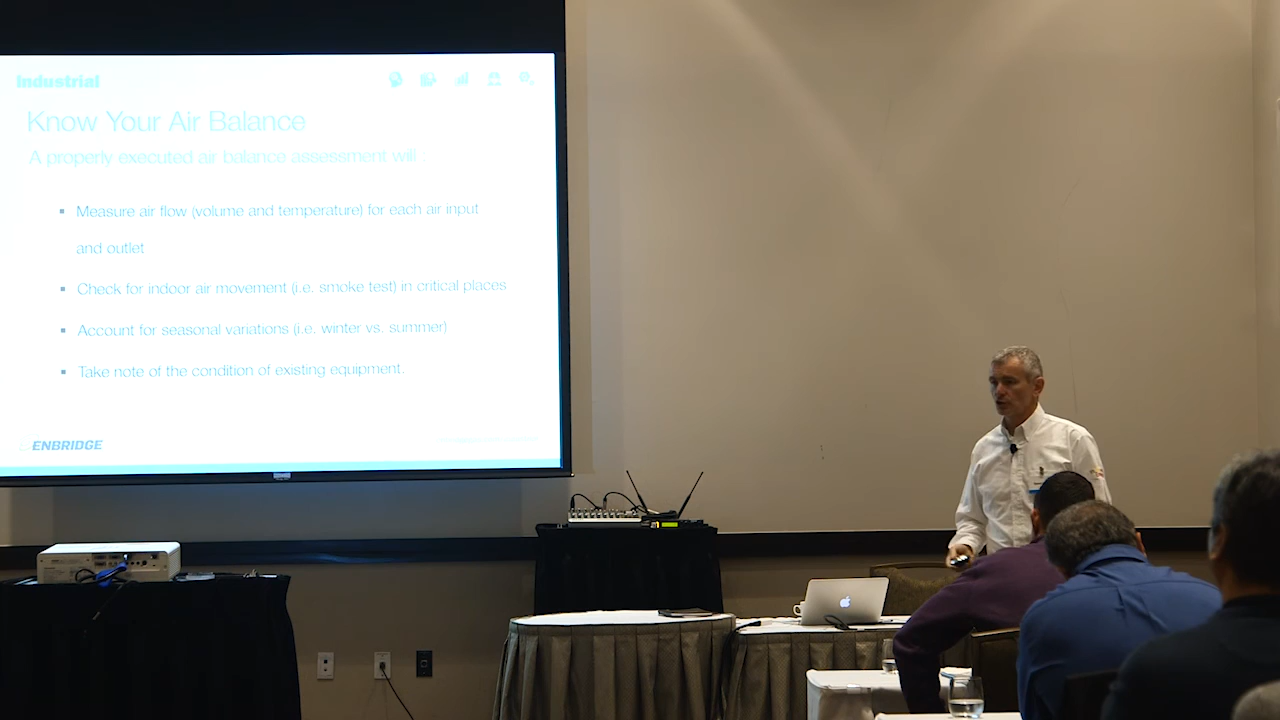 Industrial
Know Your Air Balance
A properly executed air balance assessment will :
▪ Measure air flow (volume and temperature) for each air input
and outlet
▪ Check for indoor air movement (i.e. smoke test) in critical places
▪ Account for seasonal variations (i.e. winter vs. summer)
▪ Take note of the condition of existing equipment.
ENBRIDGE